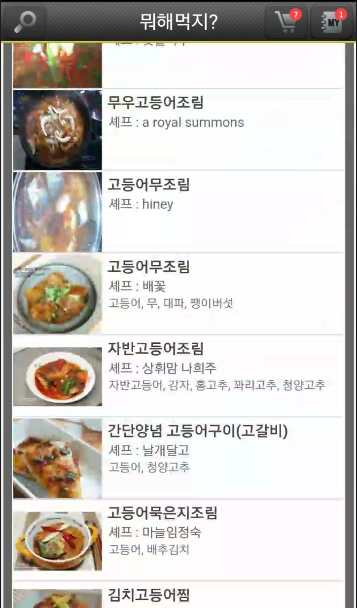 뭐해먹지?
7
MY
1
무우고등어조림
셰프 : a royal summons
고등어무조림
셰프 : hiney
고등어무조림
셰프 : 배꽃
고등어, 무, 대파, 팽이버섯
자반고등어조림
셰프 : 상휘맘 나희주
자반고등어, 감자, 홍고추, 꽈리고추, 청양고추
간단양념 고등어구이(고갈비)
셰프 : 날개달고
고등어, 청양고추
고등어묵은지조림
셰프 : 마늘임정숙
고등어, 배추김치
김치고등어찜